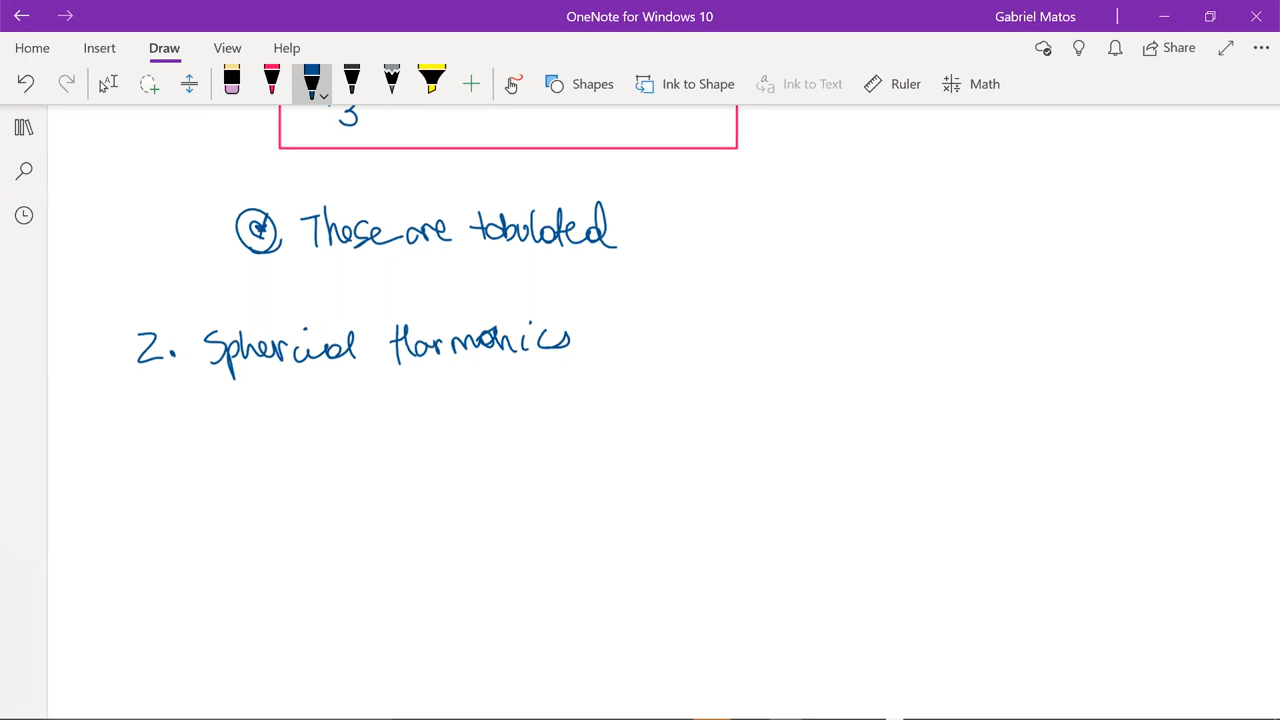 OneNote for Windows 10
Gabriel Matos
Home Insert Draw View Help
Share
Shapes Ink to Shape Ink to Text Ruler Math
3
These are tabulated
2. Spherical Harmonics